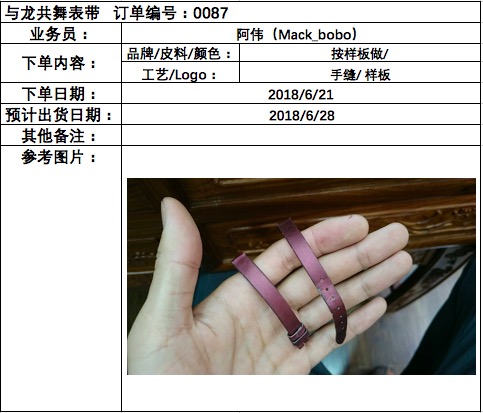 与龙共舞表带 订单编号：0087
业务员： 阿伟（Mack_bobo）
下单内容： 品牌/皮料/颜色： 按样板做/
工艺/Logo： 手缝/ 样板
下单日期： 2018/6/21
预计出货日期： 2018/6/28
其他备注：
参考图片：